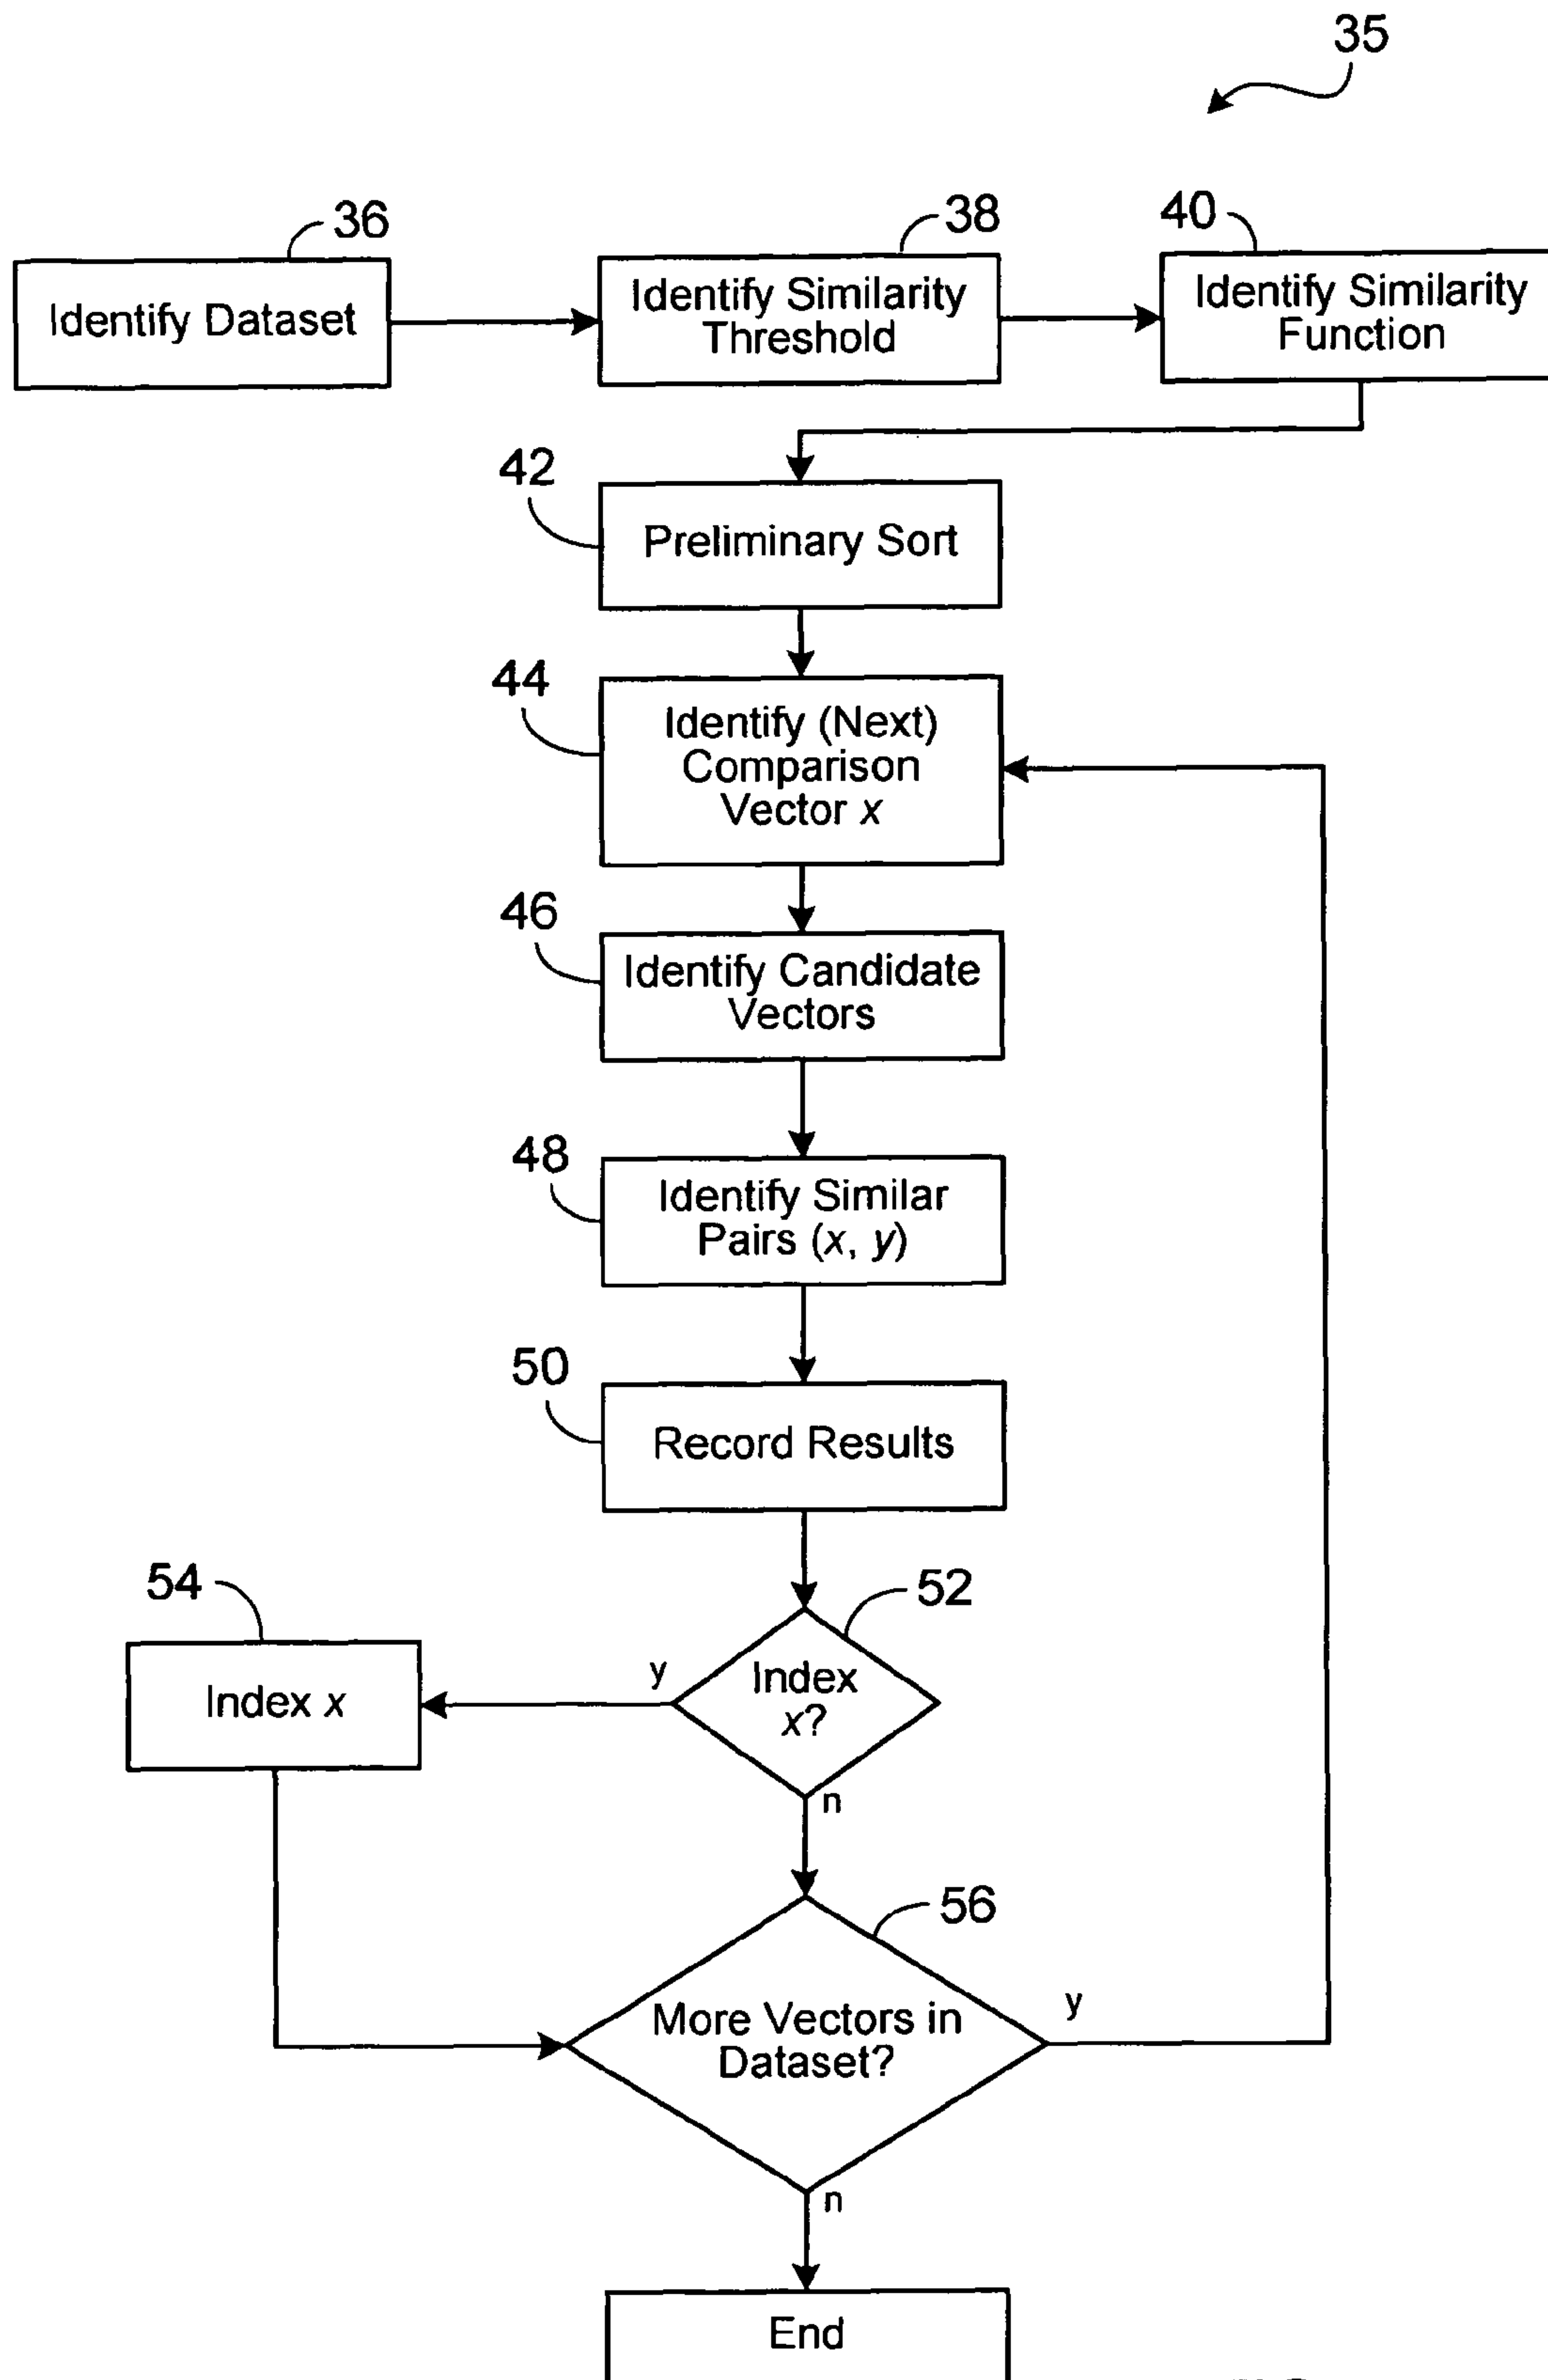 35
36
38
40
Identify Dataset
Identify Similarity
Threshold
Identify Similarity
Function
42
Preliminary Sort
44
Identify (Next)
Comparison
Vector x
46
Identify Candidate
Vectors
48
Identify Similar
Pairs (x, y)
50
Record Results
54
52
Index x
y
Index
x?
n
56
More Vectors in
Dataset?
y
n
End